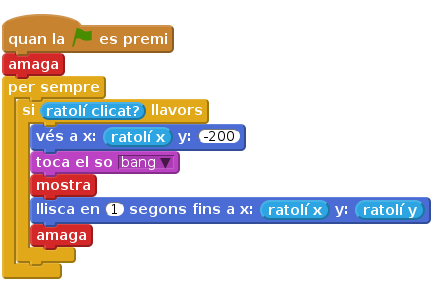 quan la es premi
amaga
per sempre
si ratolí clicat? llavors
vés a x: ratolí x y: -200
toca el so bang
mostra
llisca en 1 segons fins a x: ratolí x y: ratolí y
amaga